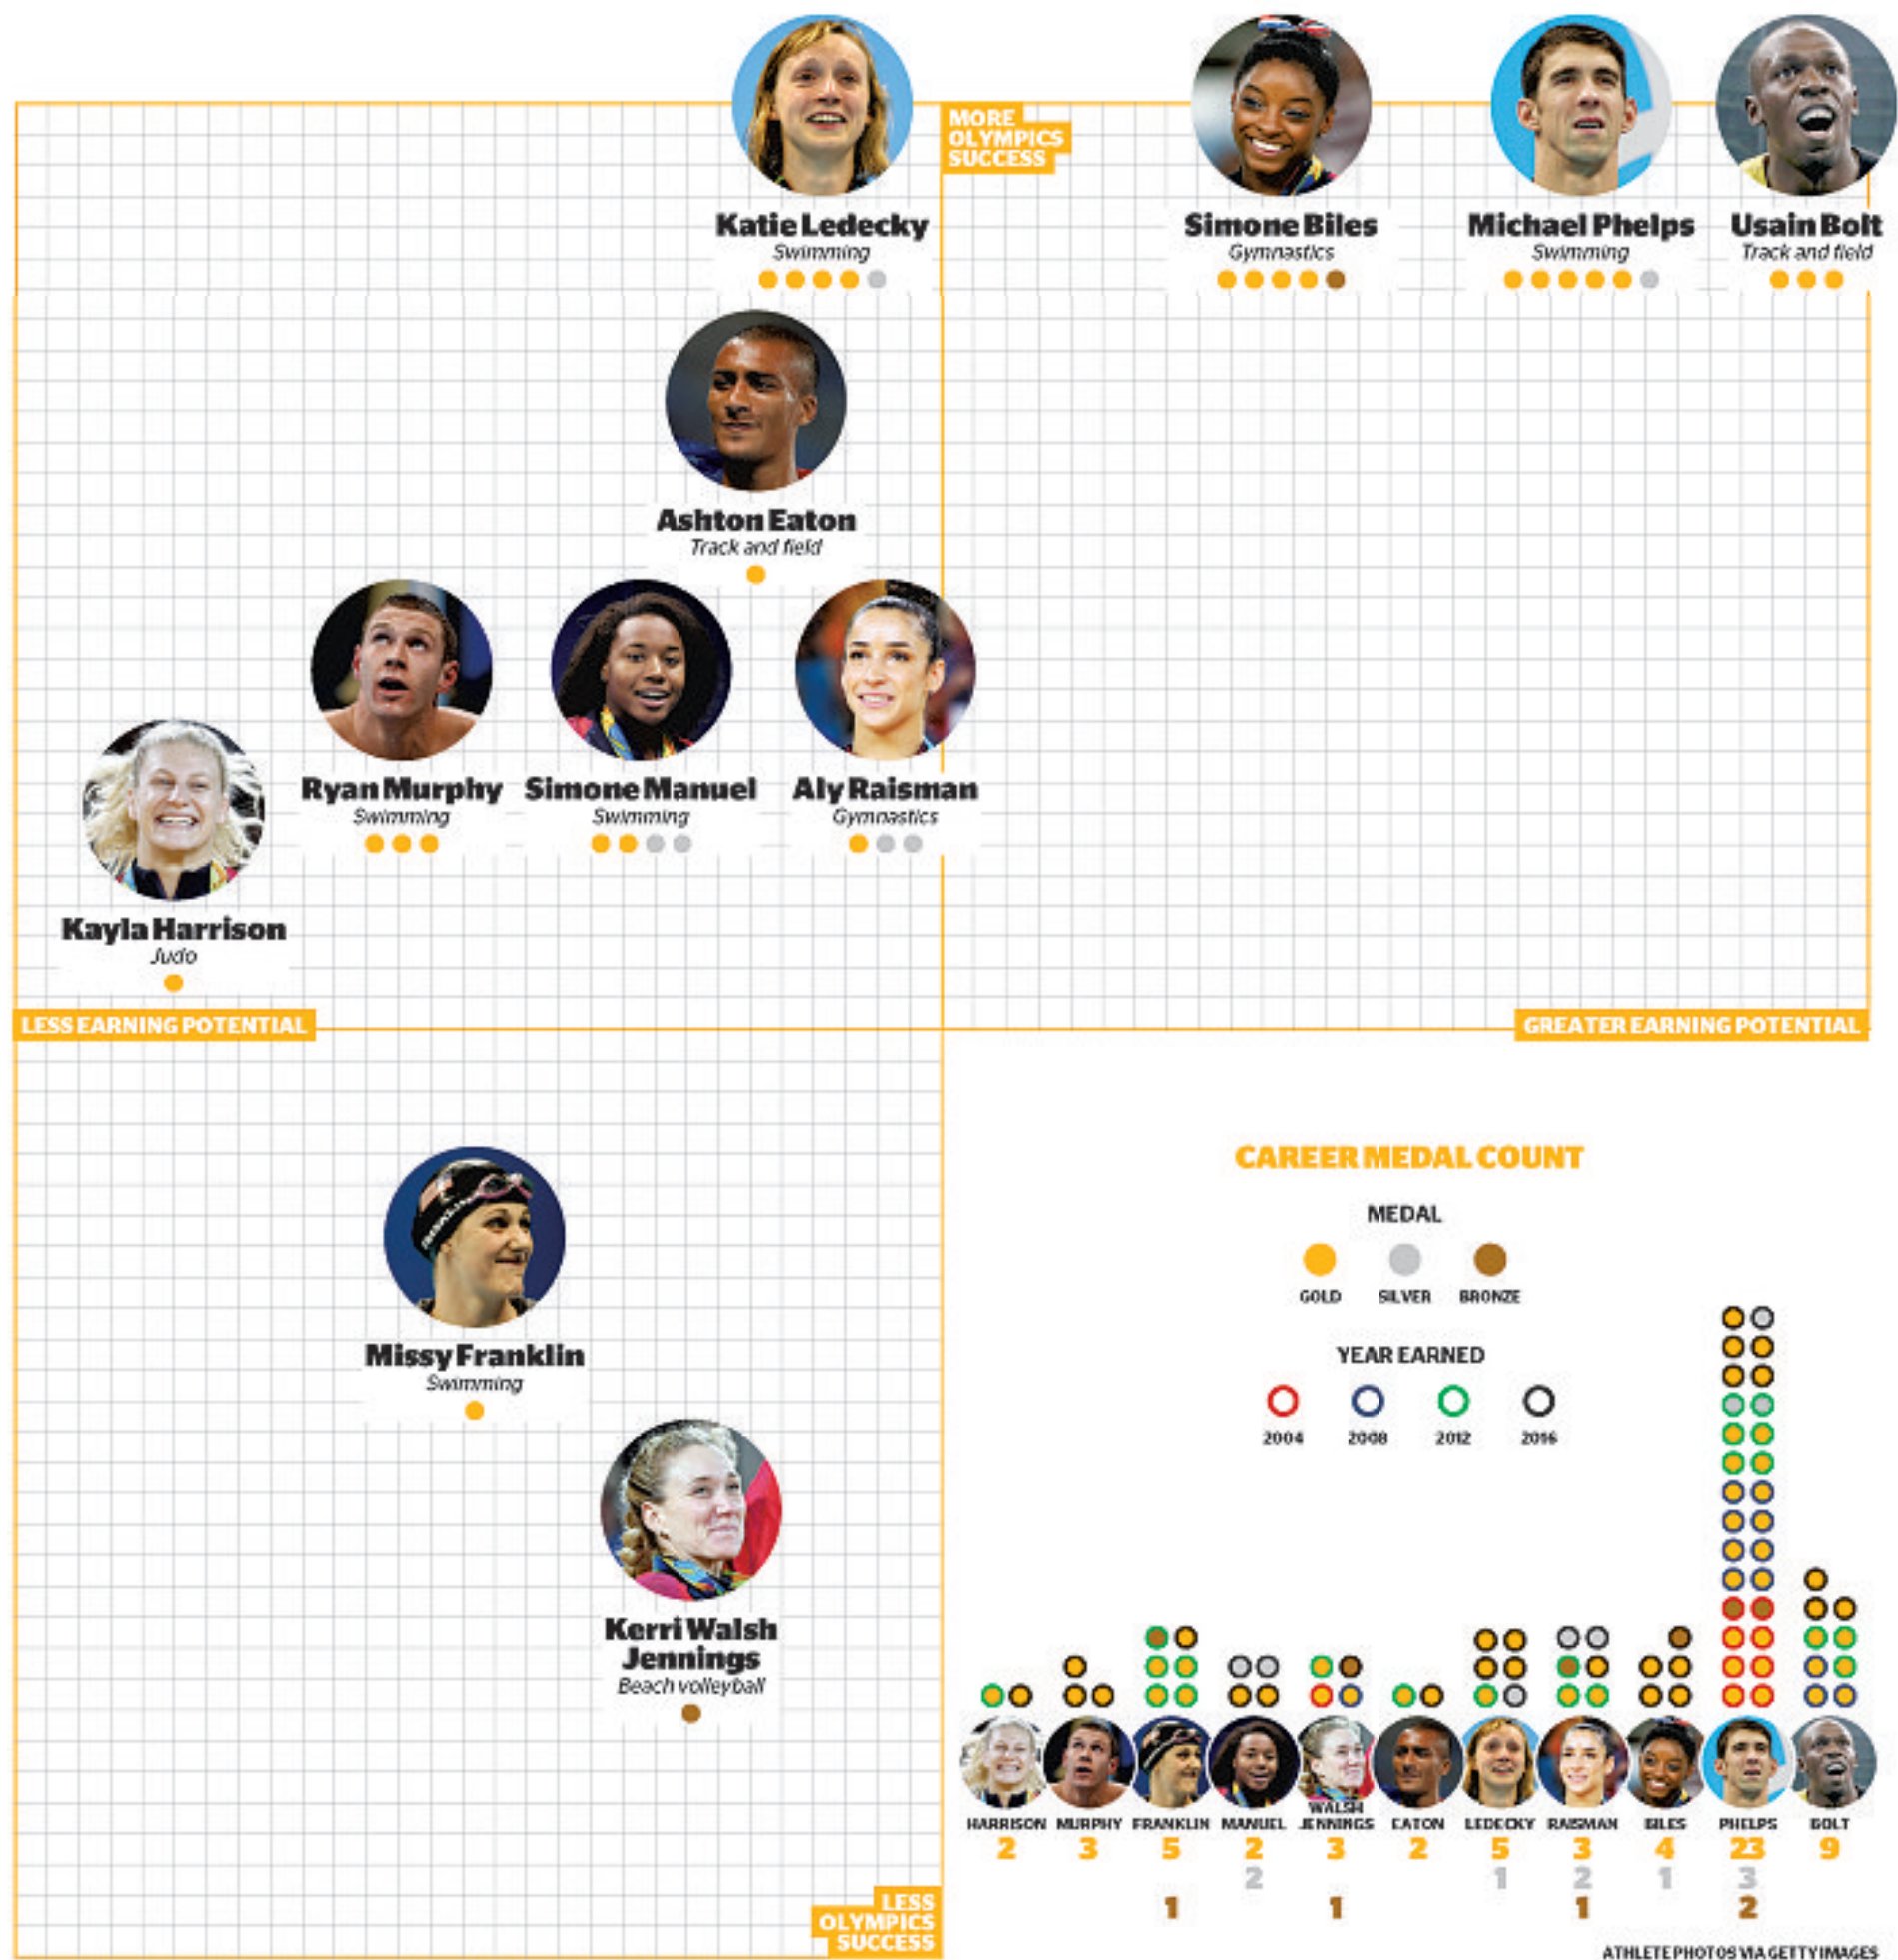 MORE
OLYMPICS
SUCCESS
Katie Ledecky
Swimming
Simone Biles
Gymnastics
Michael Phelps
Swimming
Usain Bolt
Track and field
Ashton Eaton
Track and field
Ryan Murphy
Swimming
Simone Manuel
Swimming
Aly Raisman
Gymnastics
Kayla Harrison
Judo
LESS EARNING POTENTIAL
GREATER EARNING POTENTIAL
Missy Franklin
Swimming
Kerri Walsh
Jennings
Beach volleyball
LESS
OLYMPICS
SUCCESS
CAREER MEDAL COUNT
MEDAL
GOLD SILVER BRONZE
YEAR EARNED
2004 2008 2012 2016
HARRISON MURPHY FRANKLIN MANUEL WALSH JENNINGS EATON LEDECKY RAISMAN BILES PHELPS BOLT
2 3 5 2 3 2 5 3 4 23 9
2 1 2 1 3
1 1 1 2
ATHLETE PHOTOS VIA GETTY IMAGES